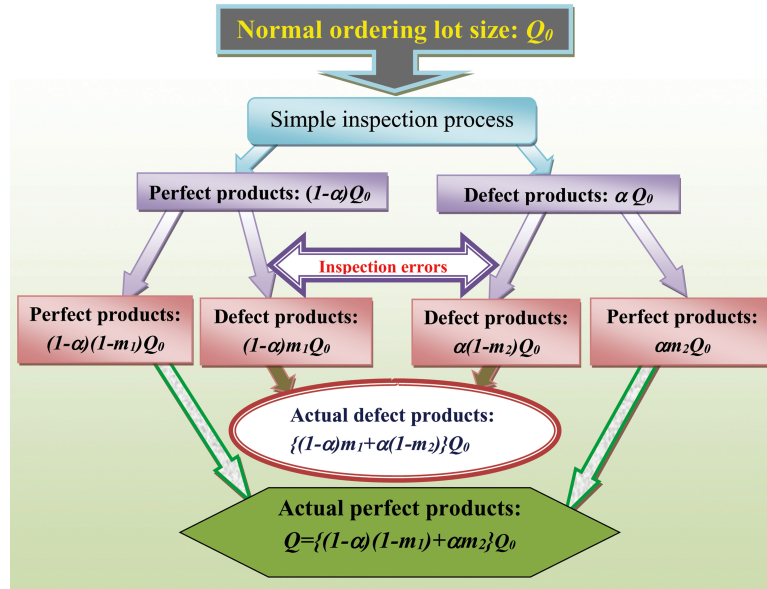 Normal ordering lot size: Q₀
Simple inspection process
Perfect products: (1-α)Q₀
Defect products: α Q₀
Inspection errors
Perfect products:
(1-α)(1-m₁)Q₀
Defect products:
(1-α)m₁Q₀
Defect products:
α(1-m₂)Q₀
Perfect products:
αm₂Q₀
Actual defect products:
{(1-α)m₁+α(1-m₂)}Q₀
Actual perfect products:
Q={(1-α)(1-m₁)+αm₂}Q₀